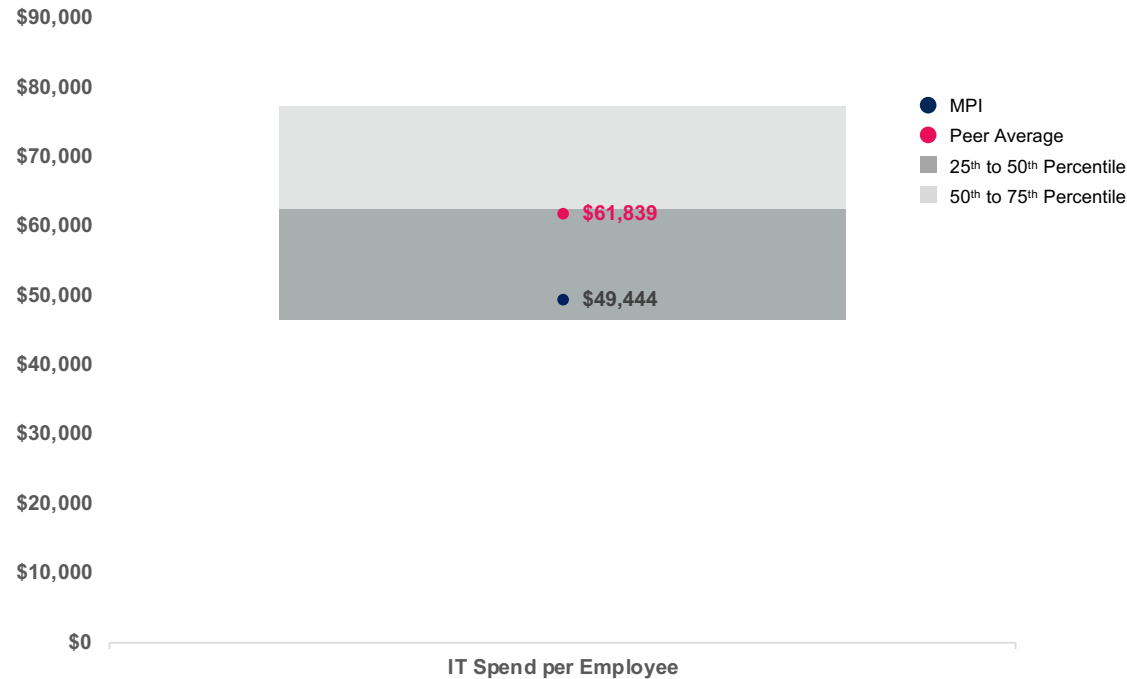 $90,000
$80,000
$70,000
$60,000
$50,000
$40,000
$30,000
$20,000
$10,000
$0
$61,839
$49,444
IT Spend per Employee
MPI
Peer Average
25th to 50th Percentile
50th to 75th Percentile